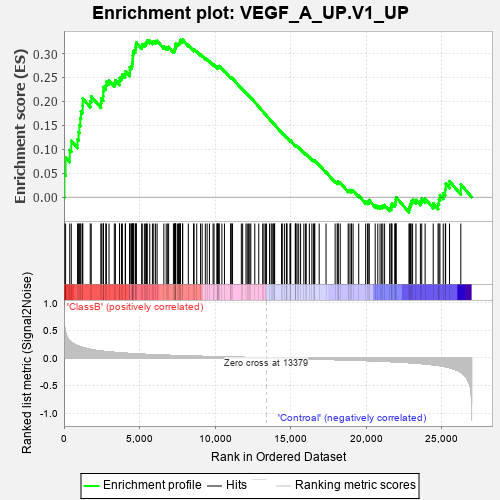 Enrichment plot: VEGF_A_UP.V1_UP
Enrichment score (ES)
0.30
0.25
0.20
0.15
0.10
0.05
0.00
Ranked list metric (Signal2Noise)
1.0
0.5
0.0
-0.5
-1.0
'ClassB' (positively correlated)
Zero cross at 13379
'Controal' (negatively correlated)
0 5,000 10,000 15,000 20,000 25,000
Rank in Ordered Dataset
Enrichment profile Hits Ranking metric scores